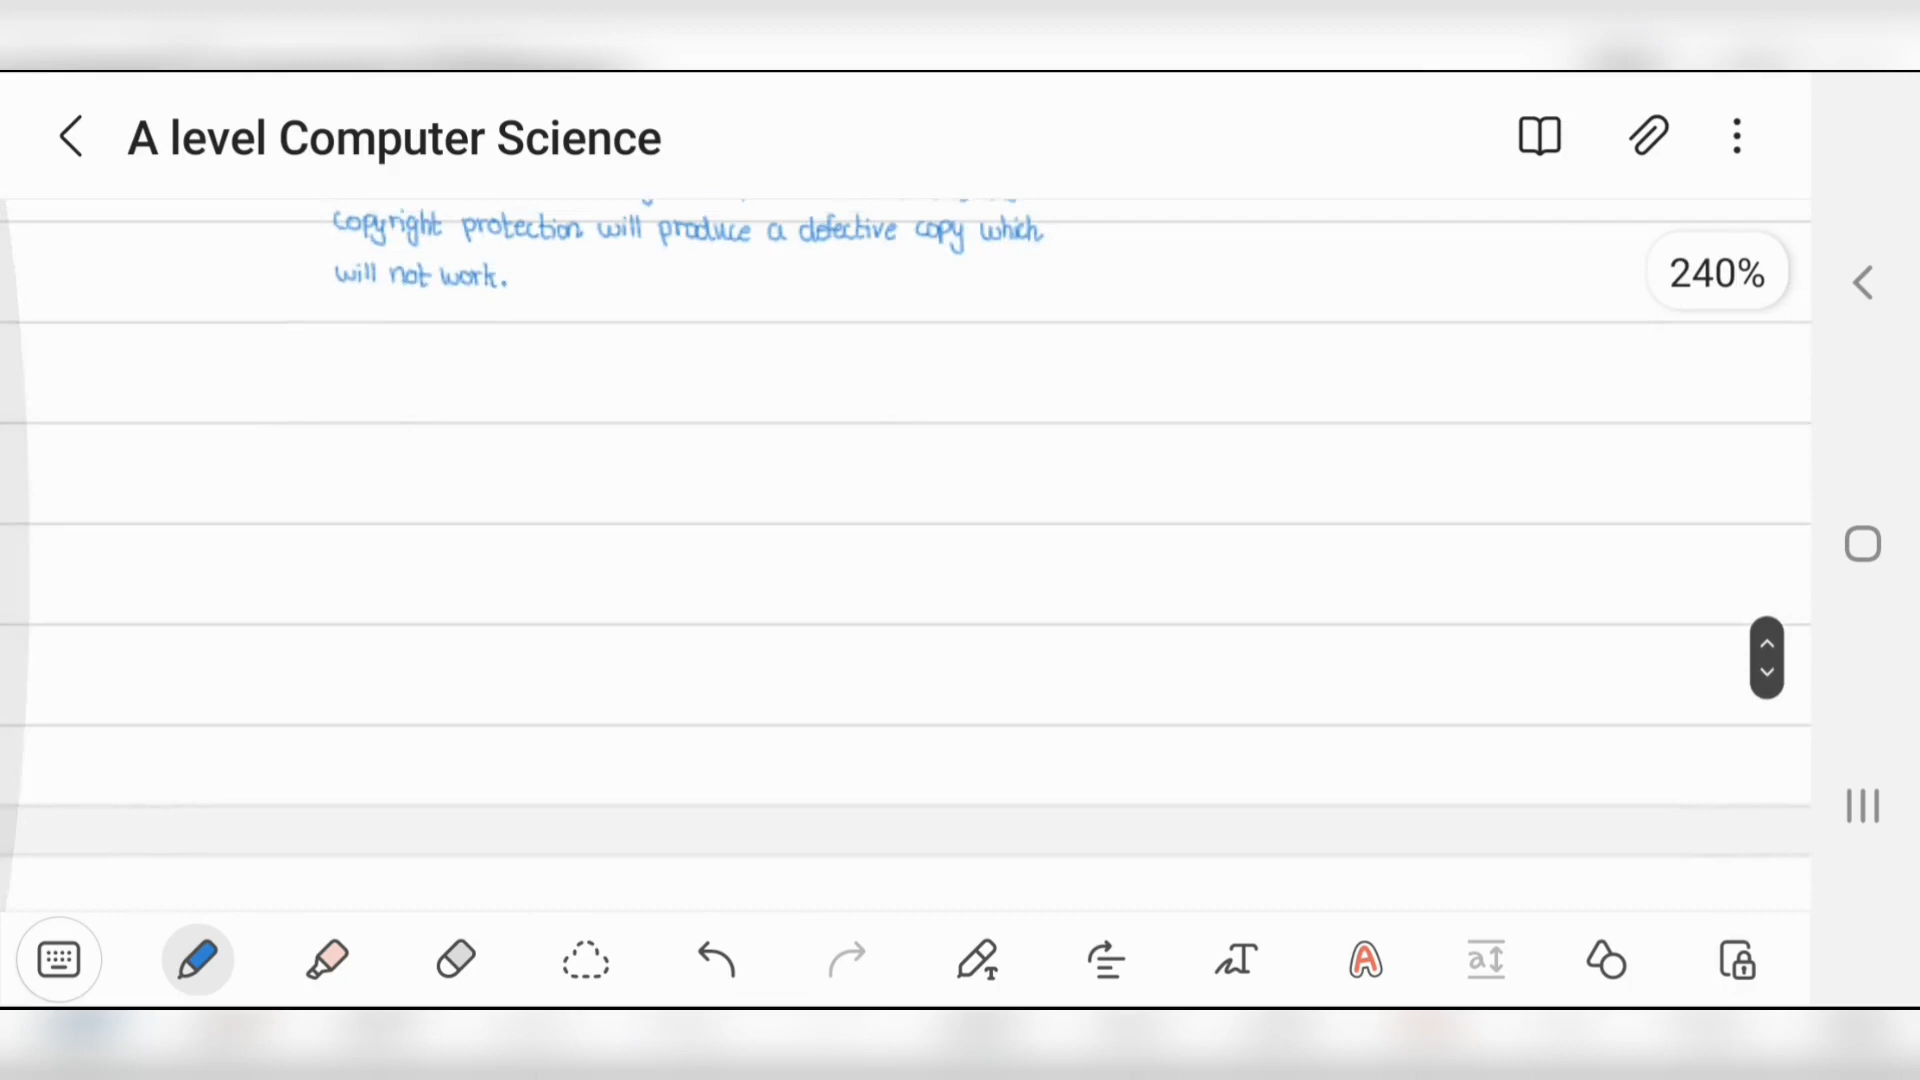 A level Computer Science
copyright protection will produce a defective copy which
will not work.
240%